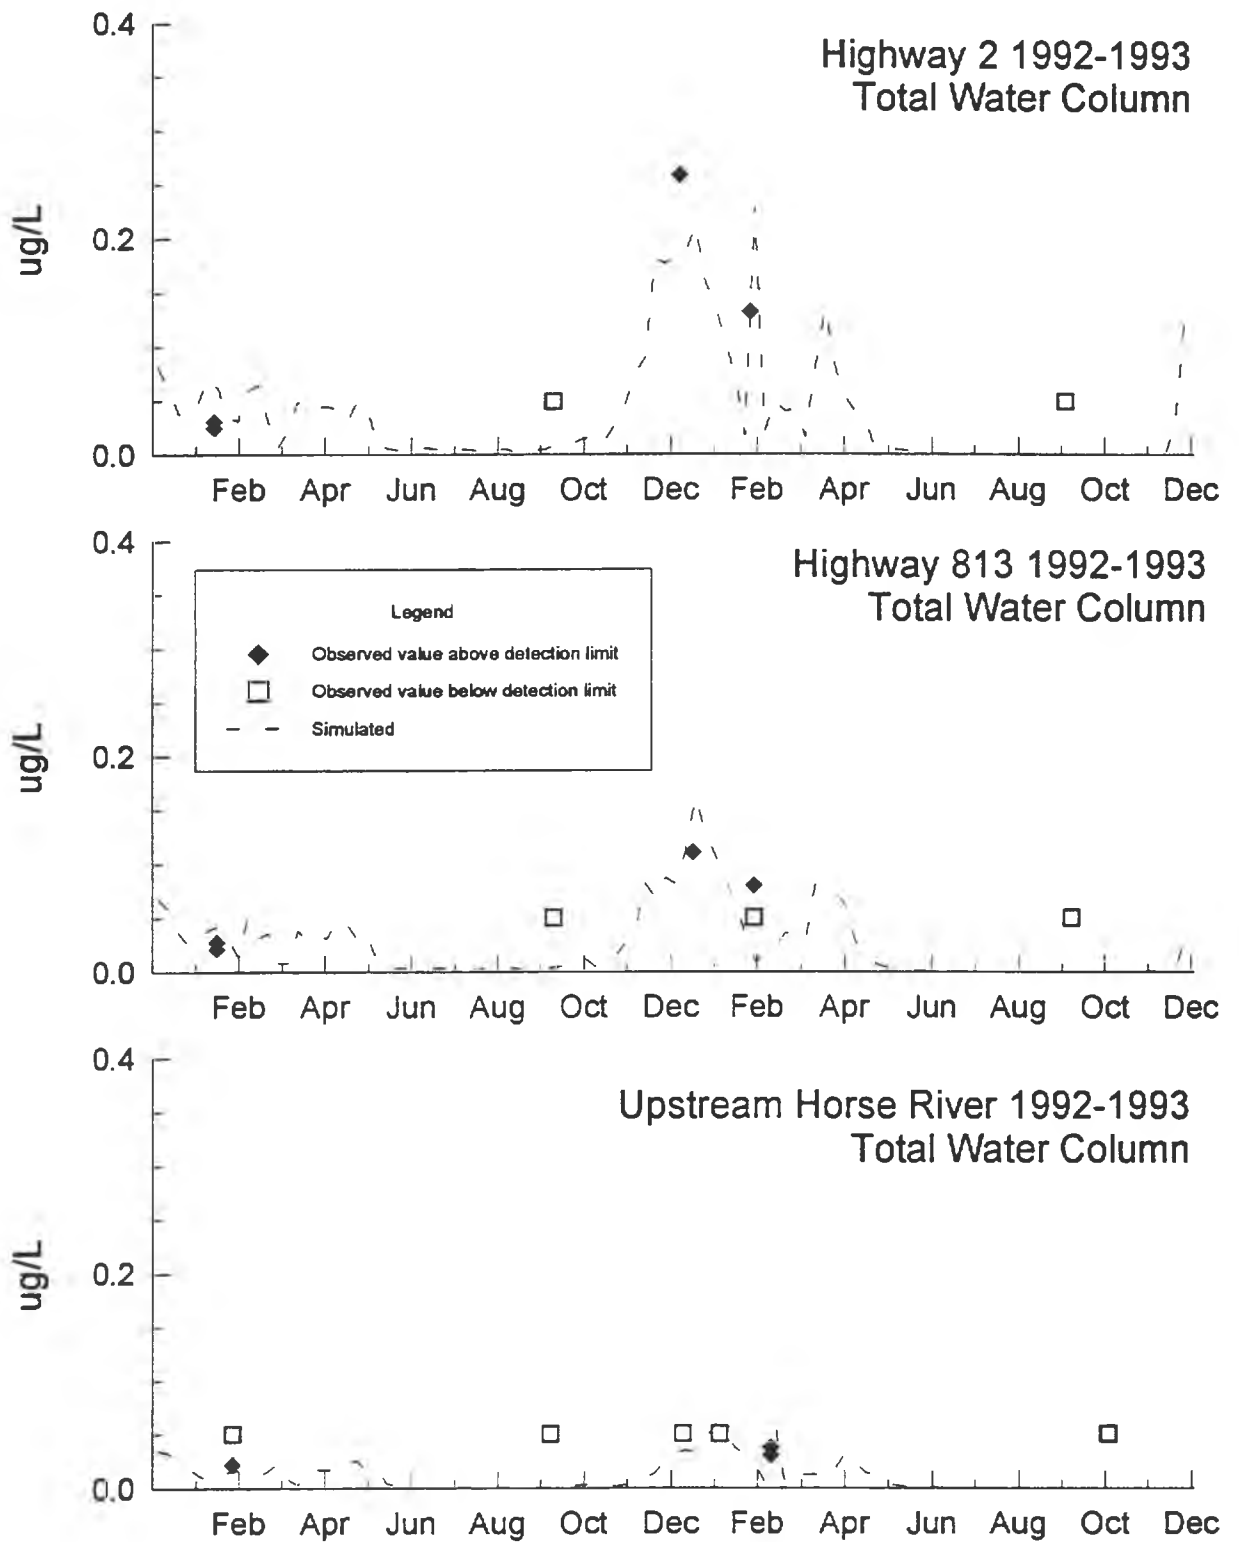 Highway 2 1992-1993
Total Water Column
ug/L
0.4
0.2
0.0
Feb Apr Jun Aug Oct Dec Feb Apr Jun Aug Oct Dec
Highway 813 1992-1993
Total Water Column
ug/L
0.4
0.2
0.0
Legend
Observed value above detection limit
Observed value below detection limit
Simulated
Feb Apr Jun Aug Oct Dec Feb Apr Jun Aug Oct Dec
Upstream Horse River 1992-1993
Total Water Column
ug/L
0.4
0.2
0.0
Feb Apr Jun Aug Oct Dec Feb Apr Jun Aug Oct Dec